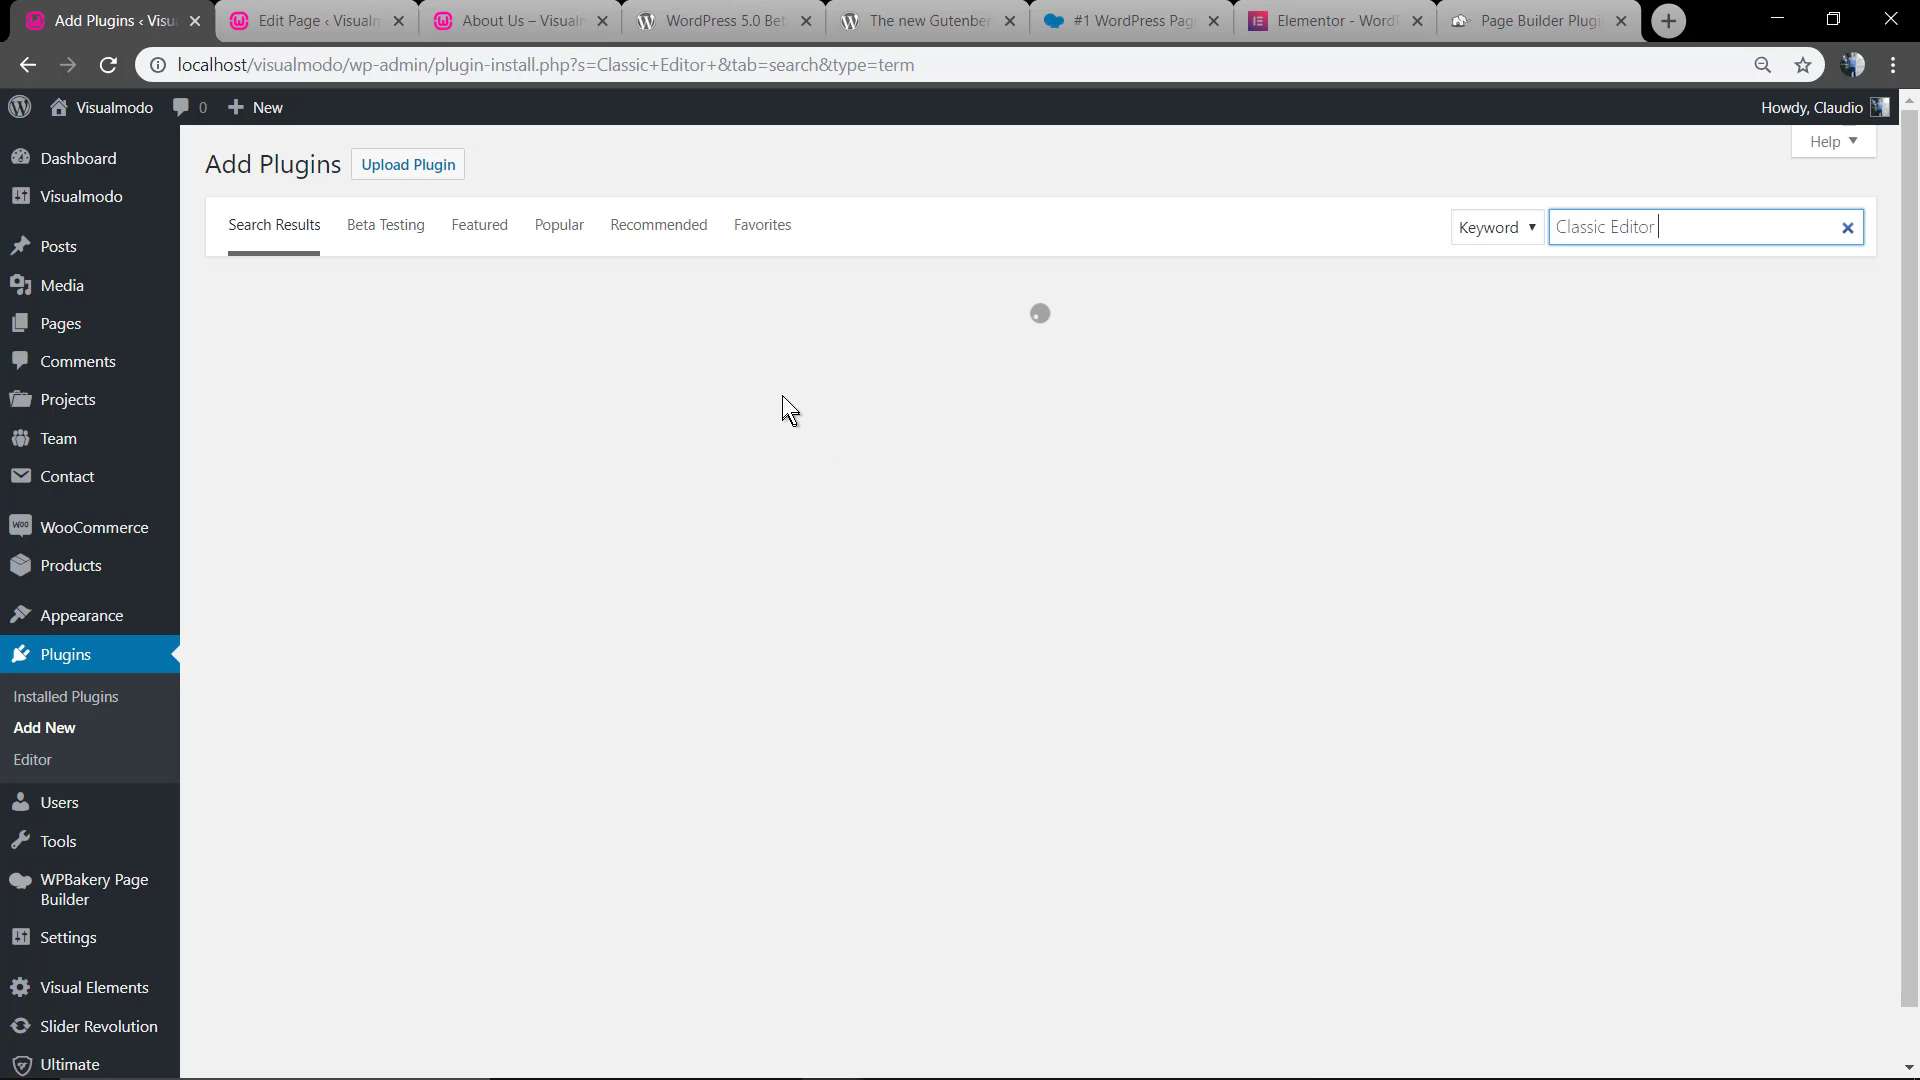 Add Plugins ‹ Visu
Edit Page ‹ Visualm
About Us – Visualm
WordPress 5.0 Bet
The new Gutenber
#1 WordPress Pag
Elementor - WordP
Page Builder Plugi
localhost/visualmodo/wp-admin/plugin-install.php?s=Classic+Editor+&tab=search&type=term
Visualmodo
0
New
Howdy, Claudio
Help
Add Plugins
Upload Plugin
Search Results
Beta Testing
Featured
Popular
Recommended
Favorites
Keyword
Classic Editor
Dashboard
Visualmodo
Posts
Media
Pages
Comments
Projects
Team
Contact
WOO
WooCommerce
Products
Appearance
Plugins
Installed Plugins
Add New
Editor
Users
Tools
WPBakery Page
Builder
Settings
Visual Elements
Slider Revolution
Ultimate